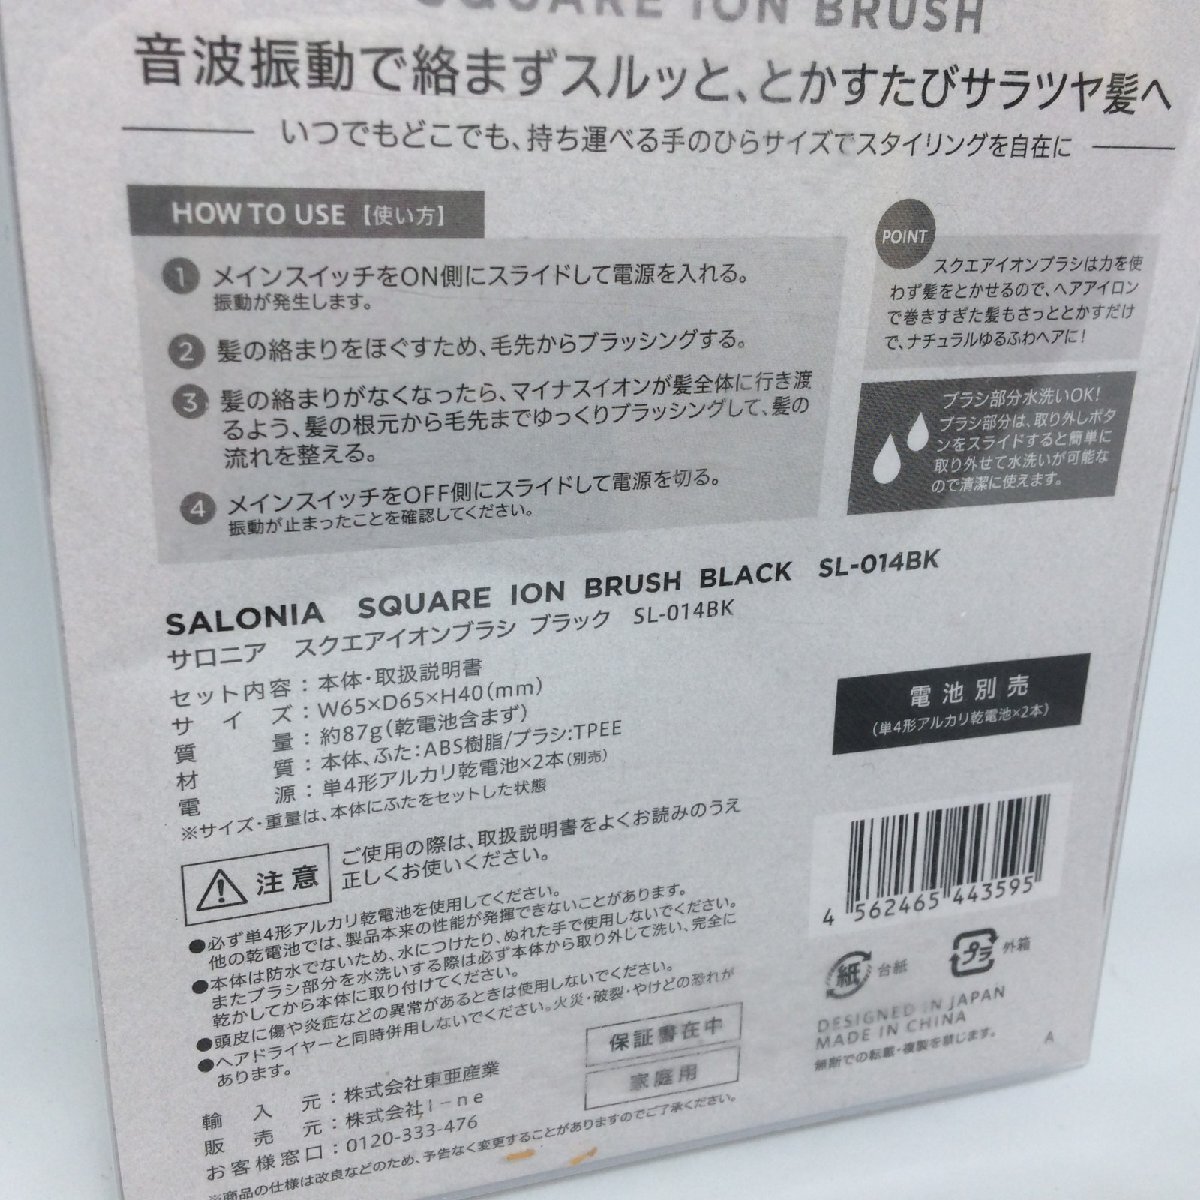 SQUARE ION BRUSH
音波振動で絡まずスルッと、とかすたびサラツヤ髪へ
いつでもどこでも、持ち運べる手のひらサイズでスタイリングを自在に
HOW TO USE【使い方】
1 メインスイッチをON側にスライドして電源を入れる。
振動が発生します。
2 髪の絡まりをほぐすため、毛先からブラッシングする。
3 髪の絡まりがなくなったら、マイナスイオンが髪全体に行き渡
るよう、髪の根元から毛先までゆっくりブラッシングして、髪の
流れを整える。
4 メインスイッチをOFF側にスライドして電源を切る。
振動が止まったことを確認してください。
POINT
スクエアイオンブラシは力を使
わず髪をとかせるので、ヘアアイロン
で巻きすぎた髪もさっととかすだけ
で、ナチュラルゆるふわヘアに!
ブラシ部分水洗いOK!
ブラシ部分は、取り外しボタ
ンをスライドすると簡単に
取り外せて水洗いが可能な
ので清潔に使えます。
SALONIA SQUARE ION BRUSH BLACK SL-014BK
サロニア スクエアイオンブラシ ブラック SL-014BK
セット内容:本体・取扱説明書
サイズ:W65×D65×H40(mm)
質量:約87g(乾電池含まず)
材質:本体、ふた:ABS樹脂/ブラシ:TPEE
電源:単4形アルカリ乾電池×2本(別売)
※サイズ・重量は、本体にふたをセットした状態
電池別売
(単4形アルカリ乾電池×2本)
注意
ご使用の際は、取扱説明書をよくお読みのうえ
正しくお使いください。
●必ず単4形アルカリ乾電池を使用してください。
他の乾電池では、製品本来の性能が発揮できないことがあります。
●本体は防水でないため、水につけたり、ぬれた手で使用しないでください。
またブラシ部分を水洗いする際は必ず本体から取り外して洗い、完全に
乾かしてから本体に取り付けてください。
●頭皮に傷や炎症などの異常があるときは使用しないでください。
●ヘアドライヤーと同時併用しないでください。火災・破裂・やけどの恐れが
あります。
保証書在中
家庭用
輸入元:株式会社東亜産業
販売元:株式会社I-ne
お客様窓口:0120-333-476
※商品の仕様は改良などのため、予告なく変更することがありますのでご了承ください。
4 562465 443595
紙 台紙
プラ 外箱
DESIGNED IN JAPAN
MADE IN CHINA
無断での転載・複製を禁じます。
A